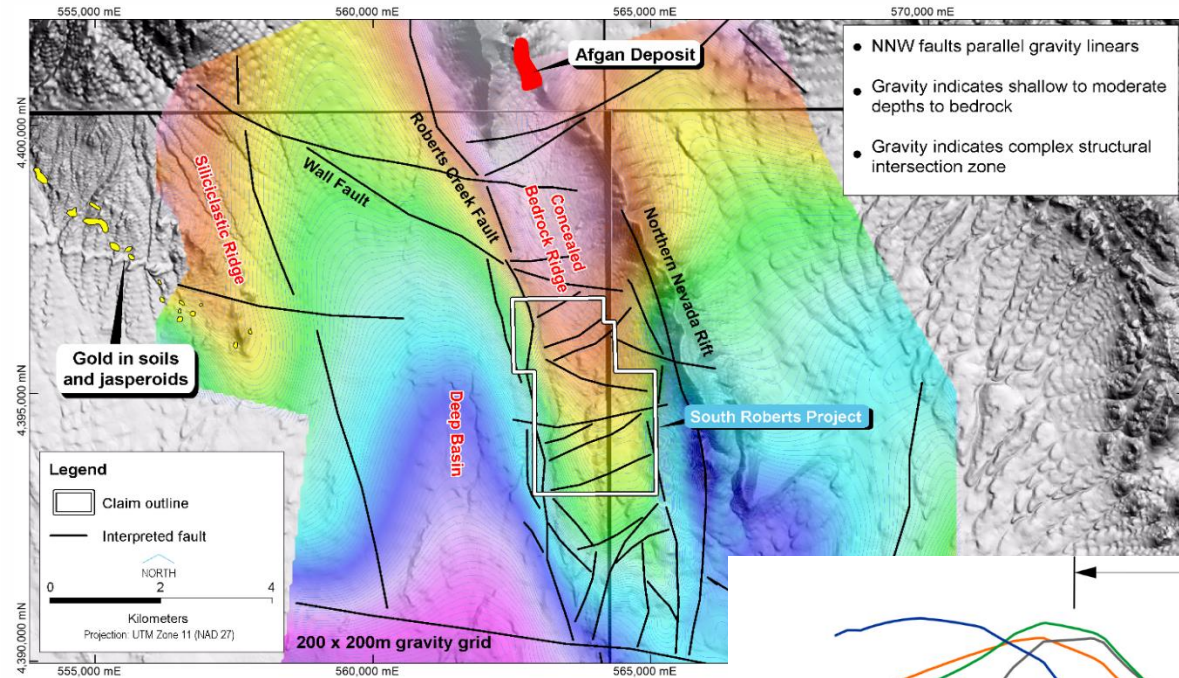 555,000 mE
560,000 mE
565,000 mE
570,000 mE
4,400,000 mN
4,395,000 mN
4,390,000 mN
Afgan Deposit
• NNW faults parallel gravity linears
• Gravity indicates shallow to moderate
depths to bedrock
• Gravity indicates complex structural
intersection zone
Siliciclastic Ridge
Wall Fault
Roberts Creek Fault
Concealed
Bedrock Ridge
Northern Nevada Rift
Gold in soils
and jasperoids
Deep Basin
South Roberts Project
Legend
Claim outline
Interpreted fault
NORTH
0
2
4
Kilometers
Projection: UTM Zone 11 (NAD 27)
200 x 200m gravity grid
555,000 mE
560,000 mE
565,000 mE